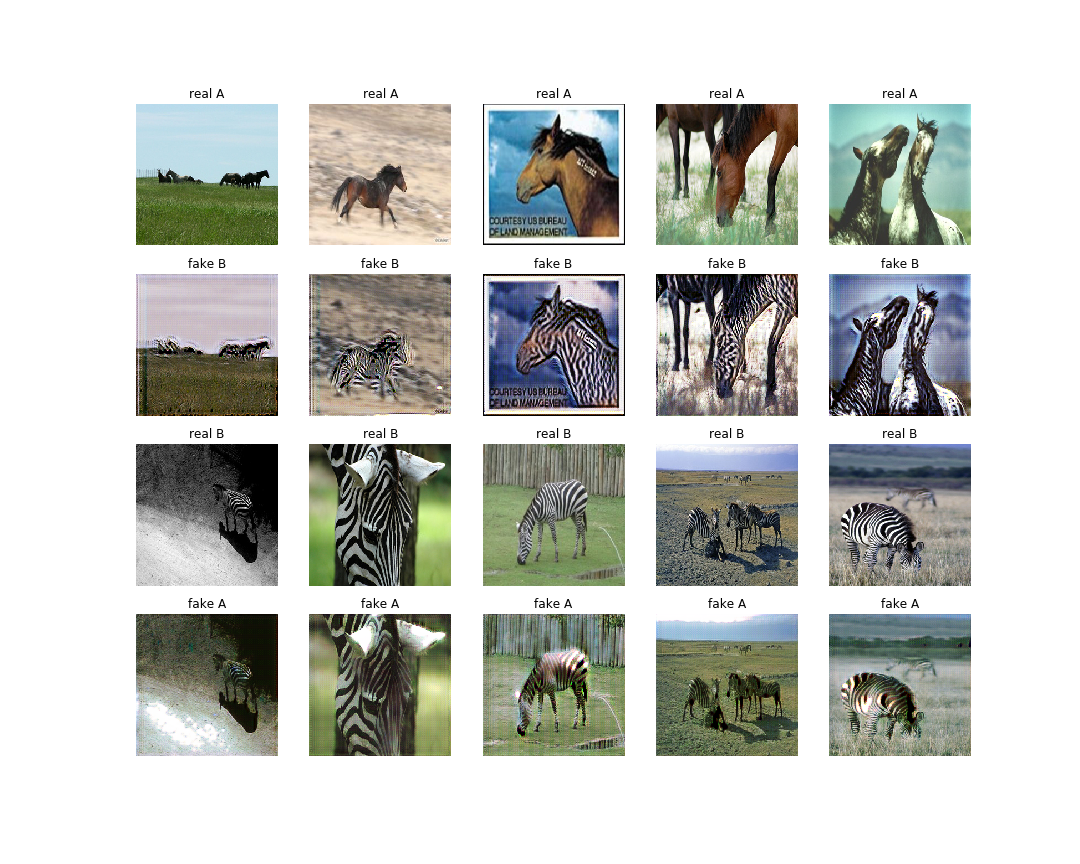 real A real A real A real A real A
COURTESY US BUREAU
OF LAND MANAGEMENT
fake B fake B fake B fake B fake B
COURTESY US BUREAU
OF LAND MANAGEMENT
real B real B real B real B real B
fake A fake A fake A fake A fake A